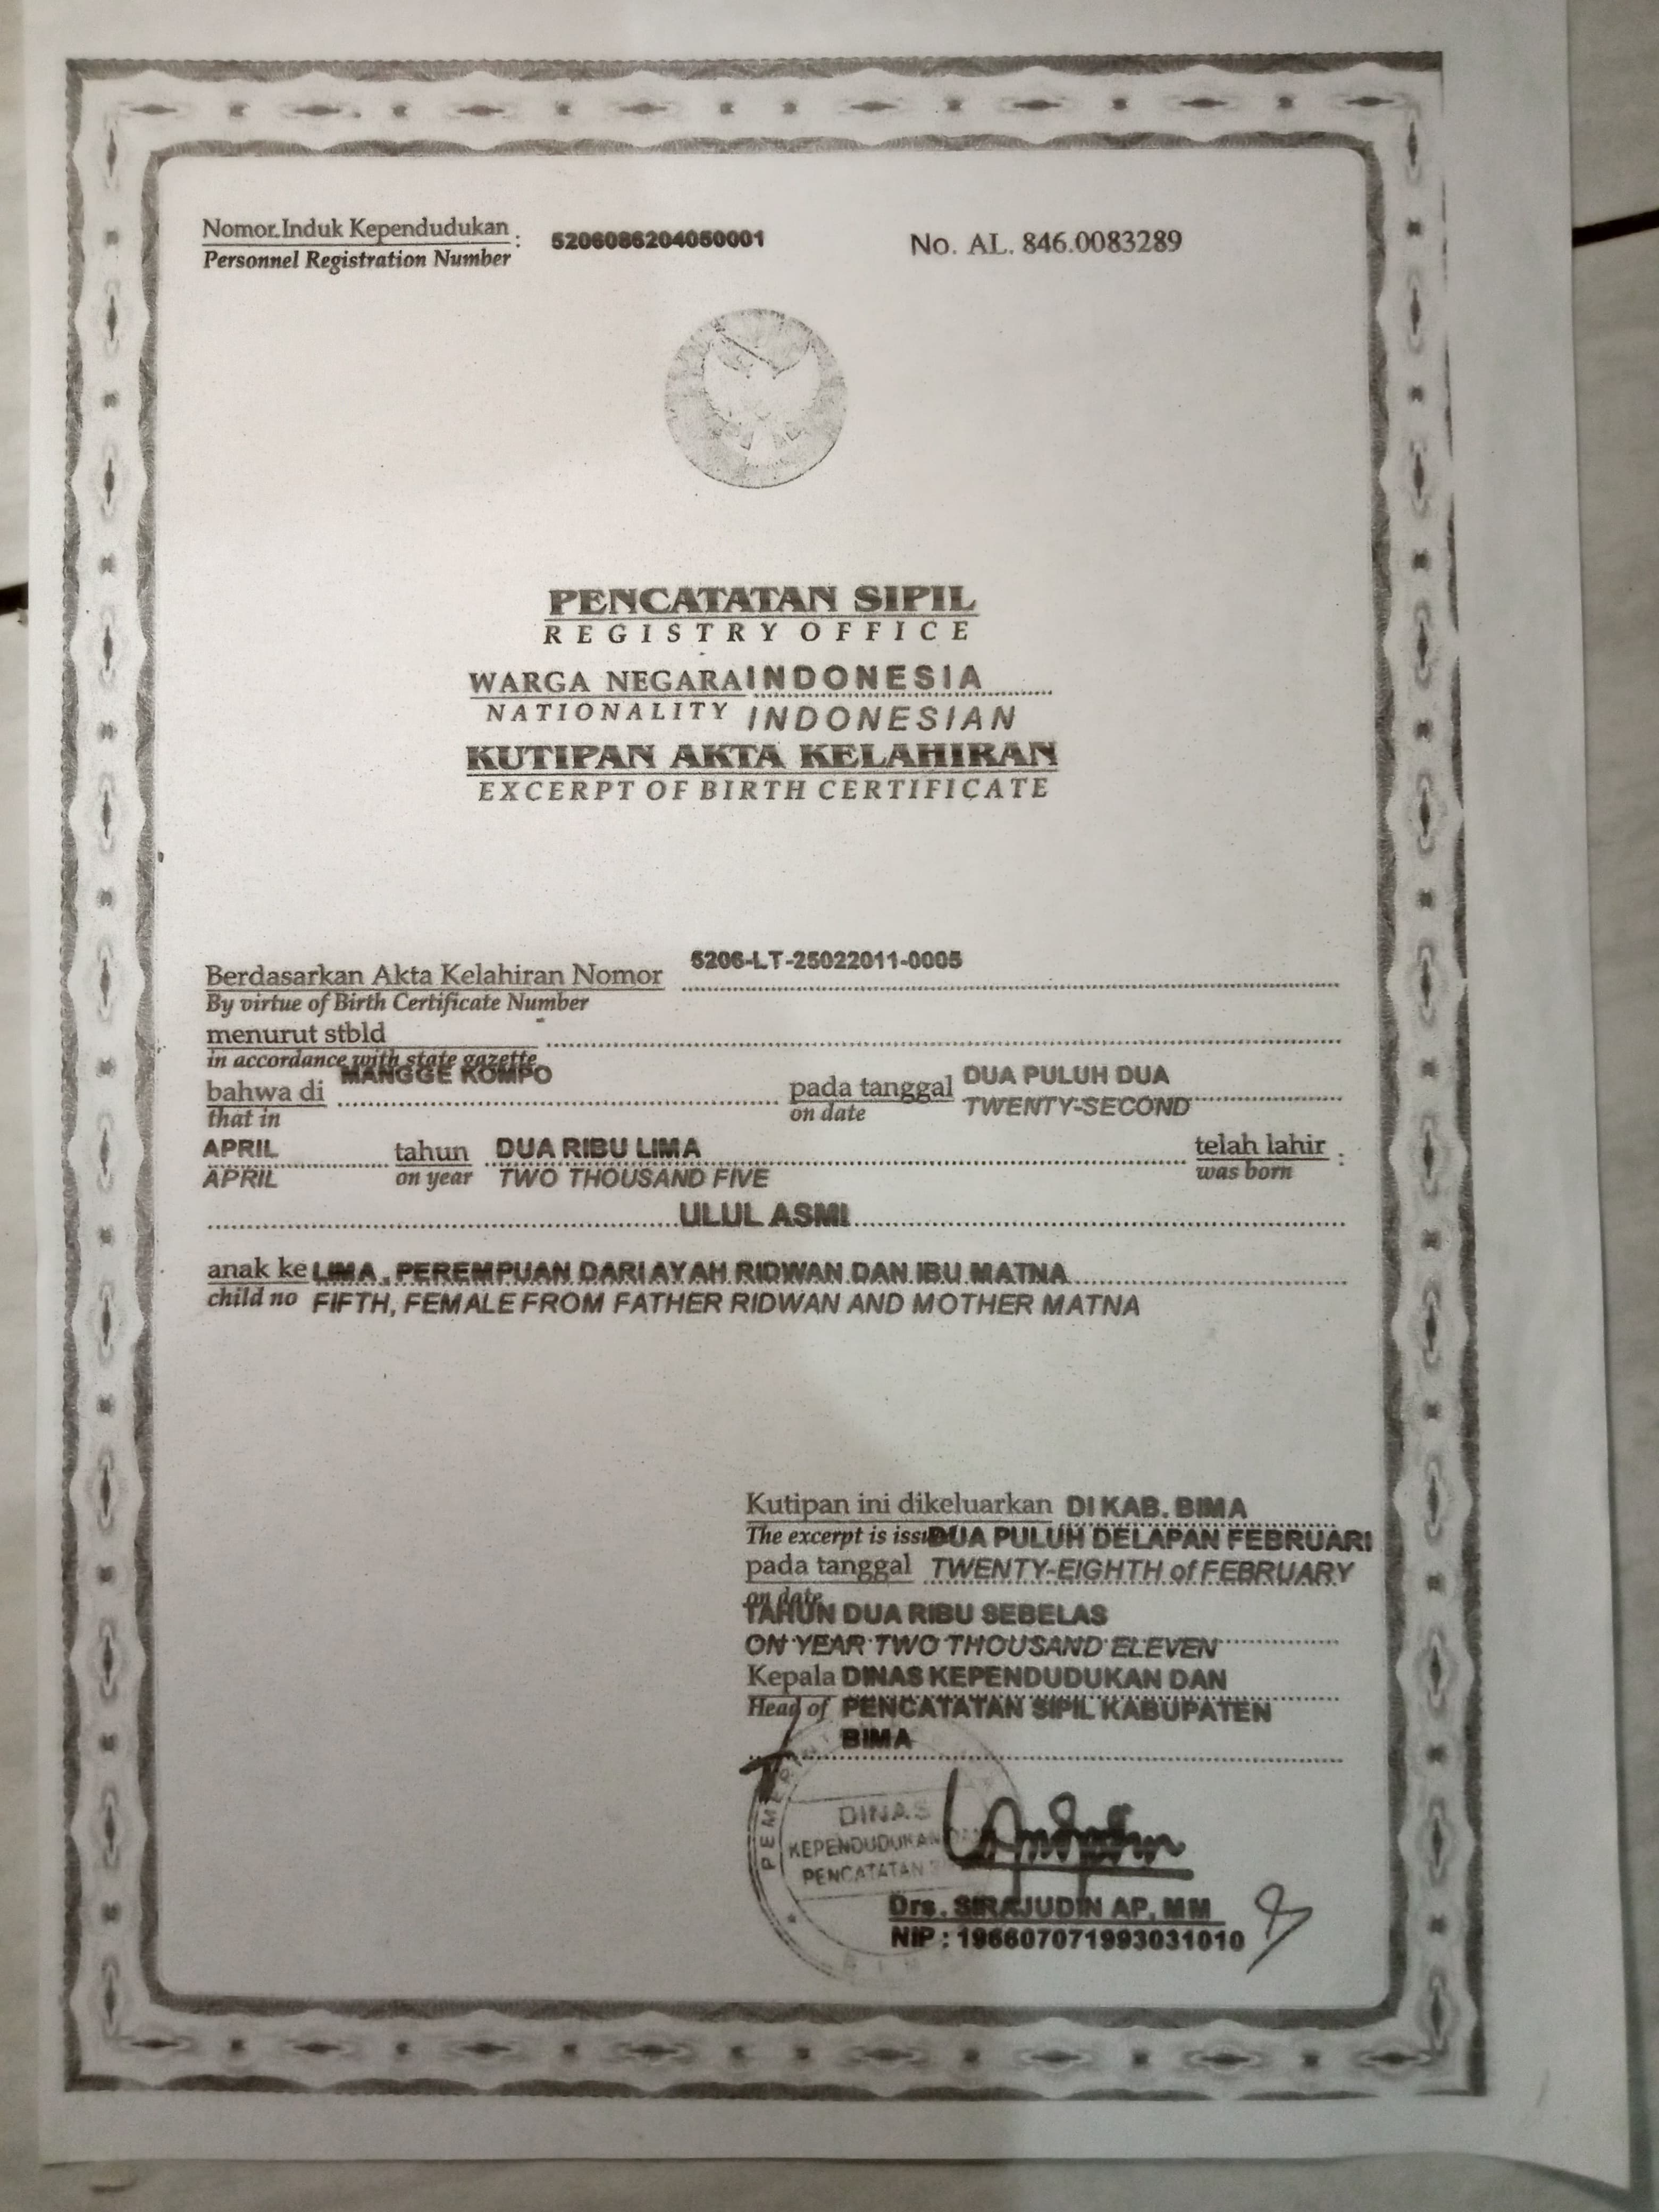 Nomor Induk Kependudukan : 5206086204050001 No. AL. 846.0083289
Personnel Registration Number
PENCATATAN SIPIL
REGISTRY OFFICE
WARGA NEGARA INDONESIA
NATIONALITY INDONESIAN
KUTIPAN AKTA KELAHIRAN
EXCERPT OF BIRTH CERTIFICATE
Berdasarkan Akta Kelahiran Nomor 5206-LT-25022011-0005
By virtue of Birth Certificate Number
menurut stbld
in accordance with state gazette
bahwa di MANGGE KOMPO pada tanggal DUA PULUH DUA
that in on date TWENTY-SECOND
APRIL tahun DUA RIBU LIMA telah lahir :
APRIL on year TWO THOUSAND FIVE was born
ULUL ASMI
anak ke LIMA, PEREMPUAN DARI AYAH RIDWAN DAN IBU MATNA
child no FIFTH, FEMALE FROM FATHER RIDWAN AND MOTHER MATNA
Kutipan ini dikeluarkan DI KAB. BIMA
The excerpt is DUA PULUH DELAPAN FEBRUARI
pada tanggal TWENTY-EIGHTH of FEBRUARY
on date
TAHUN DUA RIBU SEBELAS
ON YEAR TWO THOUSAND ELEVEN
Kepala DINAS KEPENDUDUKAN DAN
Head of PENCATATAN SIPIL KABUPATEN
BIMA
DINAS
KEPENDUDUKAN DAN
PENCATATAN
Drs. SIRAJUDIN AP, MM
NIP : 196607071993031010